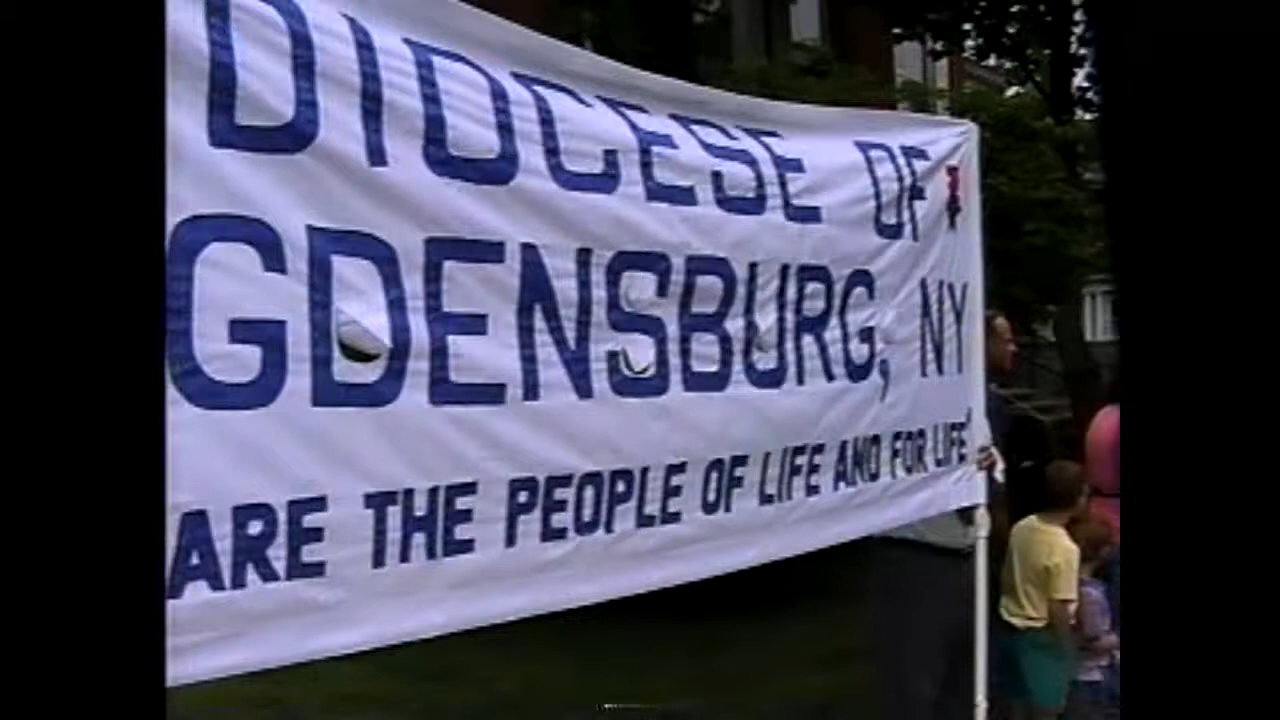 DIOCESE OF
GDENSBURG, NY
ARE THE PEOPLE OF LIFE AND FOR LIFE"